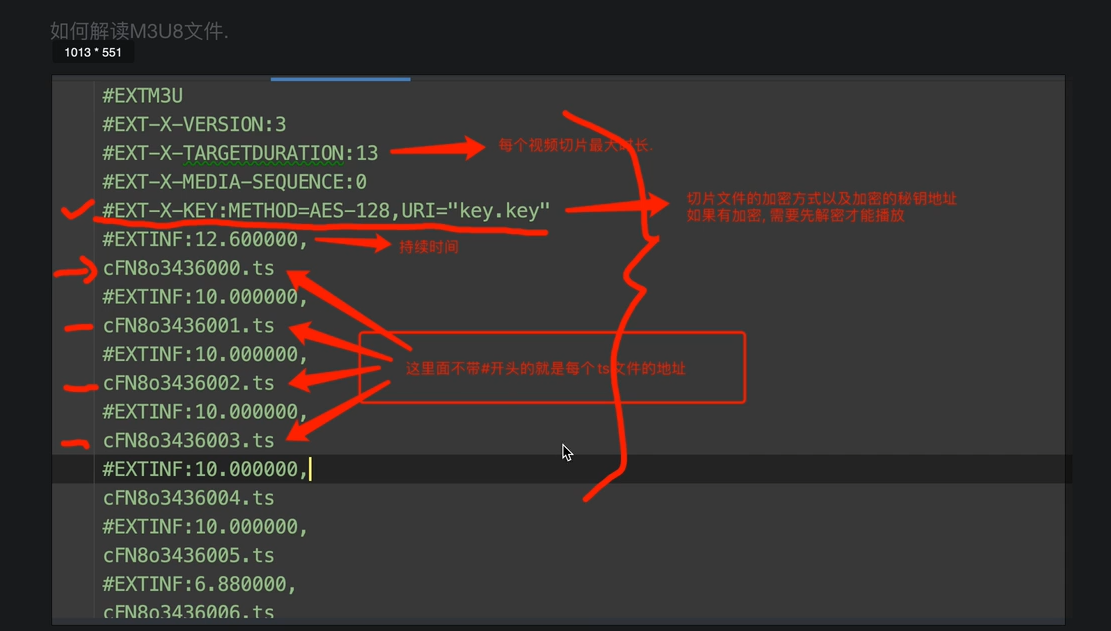 如何解读M3U8文件.
1013 * 551
#EXTM3U
#EXT-X-VERSION:3
#EXT-X-TARGETDURATION:13
每个视频切片最大时长.
#EXT-X-MEDIA-SEQUENCE:0
#EXT-X-KEY:METHOD=AES-128,URI="key.key"
切片文件的加密方式以及加密的秘钥地址
如果有加密, 需要先解密才能播放
#EXTINF:12.600000,
持续时间
cFN8o3436000.ts
#EXTINF:10.000000,
cFN8o3436001.ts
#EXTINF:10.000000,
这里面不带#开头的就是每个ts文件的地址
cFN8o3436002.ts
#EXTINF:10.000000,
cFN8o3436003.ts
#EXTINF:10.000000,
cFN8o3436004.ts
#EXTINF:10.000000,
cFN8o3436005.ts
#EXTINF:6.880000,
cFN8o3436006.ts